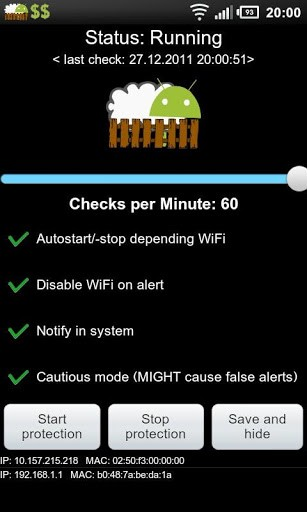 $$ 93 20:00
Status: Running
< last check: 27.12.2011 20:00:51>
Checks per Minute: 60
Autostart/-stop depending WiFi
Disable WiFi on alert
Notify in system
Cautious mode (MIGHT cause false alerts)
Start protection
Stop protection
Save and hide
IP: 10.157.215.218 MAC: 02:50:f3:00:00:00
IP: 192.168.1.1 MAC: b0:48:7a:be:da:1a